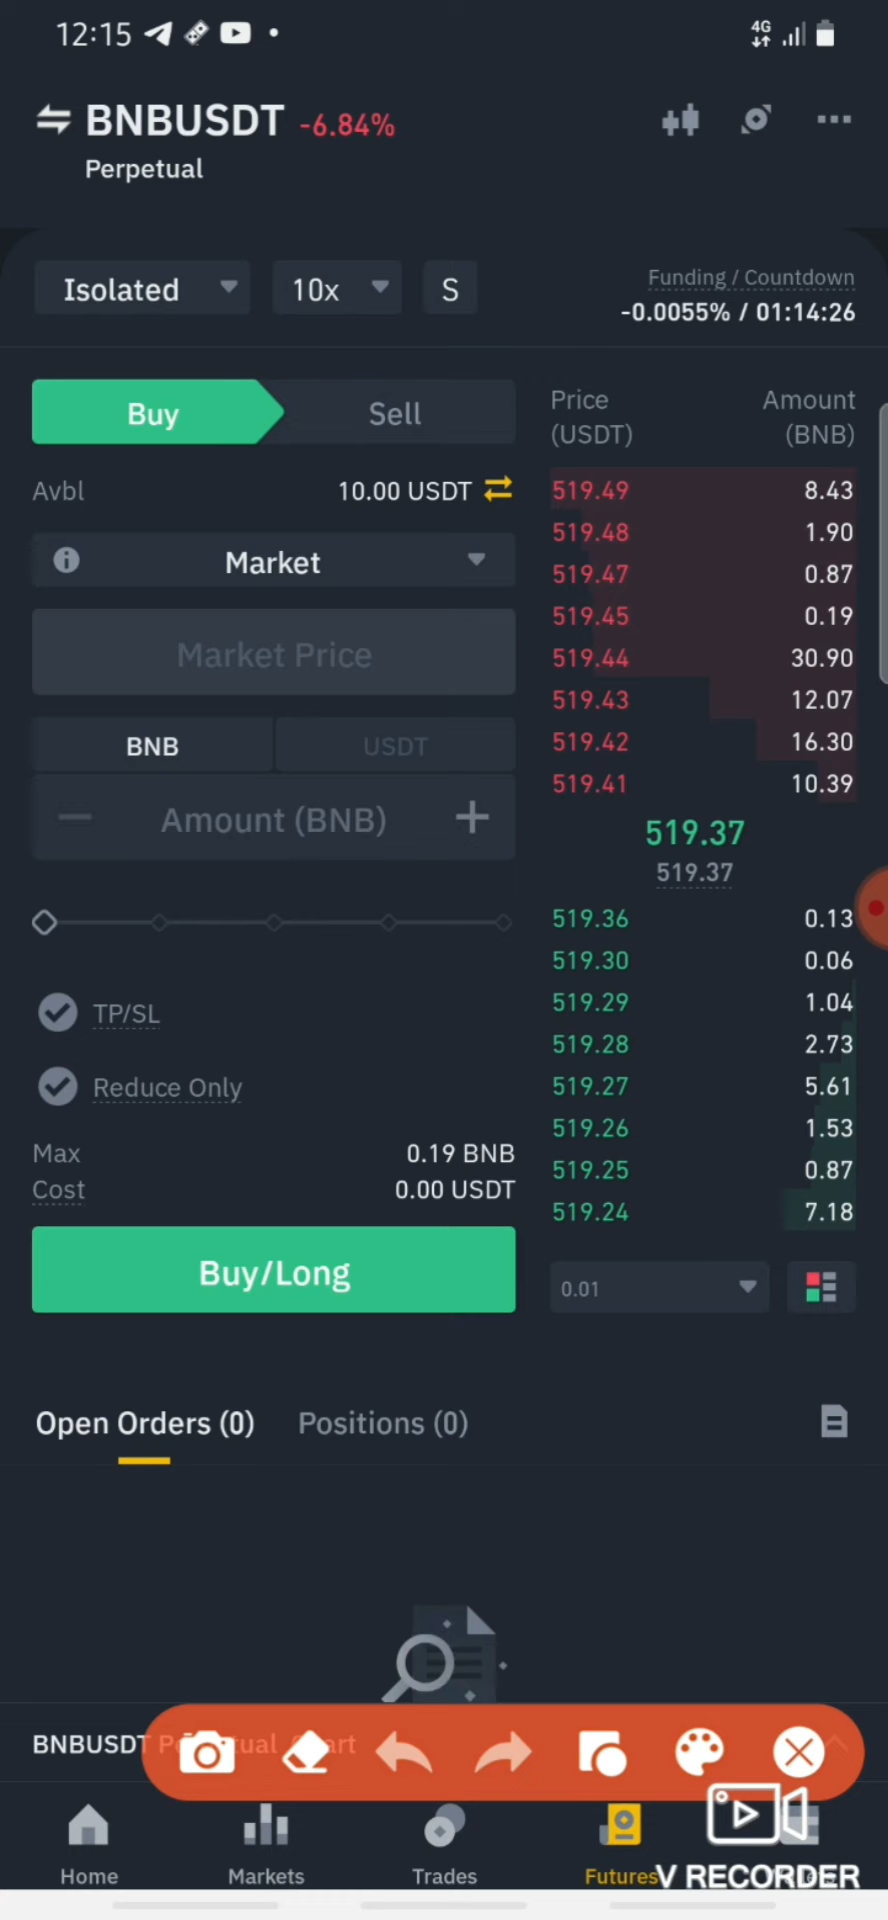 12:15
4G
BNBUSDT -6.84%
Perpetual
Isolated 10x S
Funding / Countdown
-0.0055% / 01:14:26
Buy Sell
Price Amount
(USDT) (BNB)
Avbl 10.00 USDT
Market
Market Price
BNB USDT
Amount (BNB)
519.49 8.43
519.48 1.90
519.47 0.87
519.45 0.19
519.44 30.90
519.43 12.07
519.42 16.30
519.41 10.39
519.37
519.37
519.36 0.13
519.30 0.06
519.29 1.04
519.28 2.73
519.27 5.61
519.26 1.53
519.25 0.87
519.24 7.18
TP/SL
Reduce Only
Max 0.19 BNB
Cost 0.00 USDT
Buy/Long
0.01
Open Orders (0) Positions (0)
BNBUSDT
Home Markets Trades Futures
V RECORDER